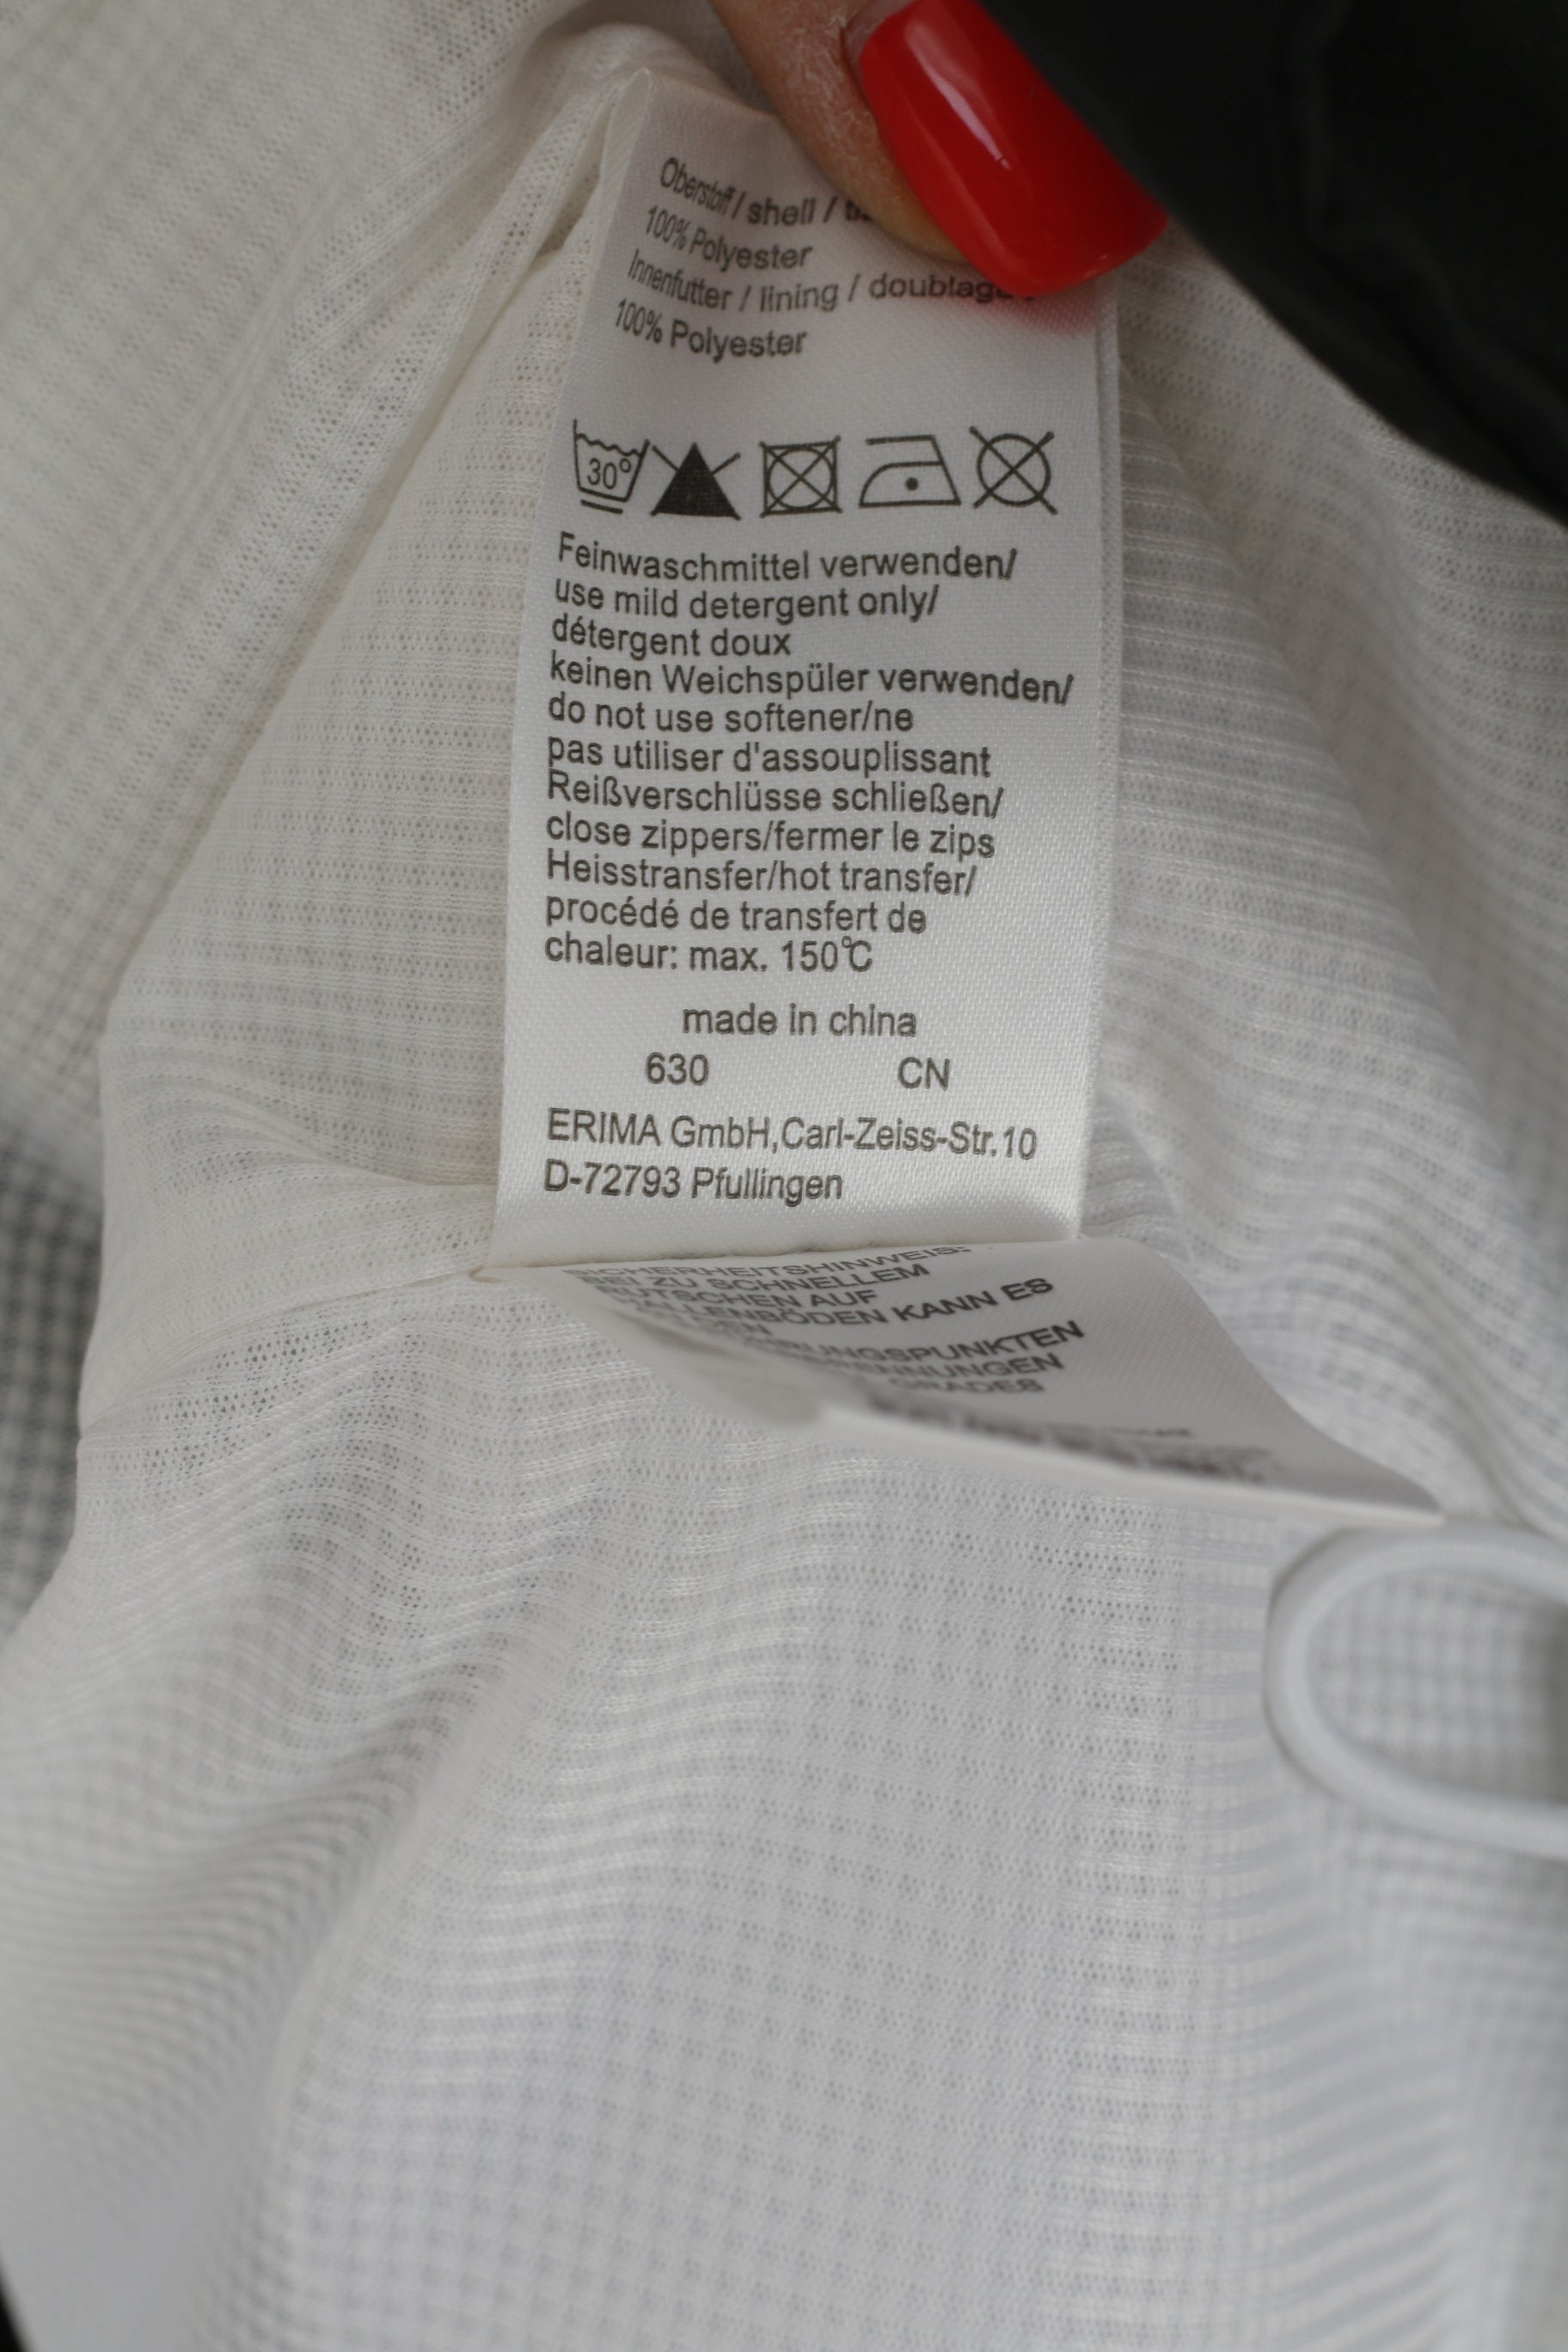 Oberstoff / shell /
100% Polyester
Innenfutter / lining / doublage /
100% Polyester
30°
Feinwaschmittel verwenden/
use mild detergent only/
détergent doux
keinen Weichspüler verwenden/
do not use softener/ne
pas utiliser d'assouplissant
Reißverschlüsse schließen/
close zippers/fermer le zips
Heisstransfer/hot transfer/
procédé de transfert de
chaleur: max. 150℃
made in china
630 CN
ERIMA GmbH,Carl-Zeiss-Str.10
D-72793 Pfullingen
SICHERHEITSHINWEIS:
BEI ZU SCHNELLEM
AUF
KANN ES